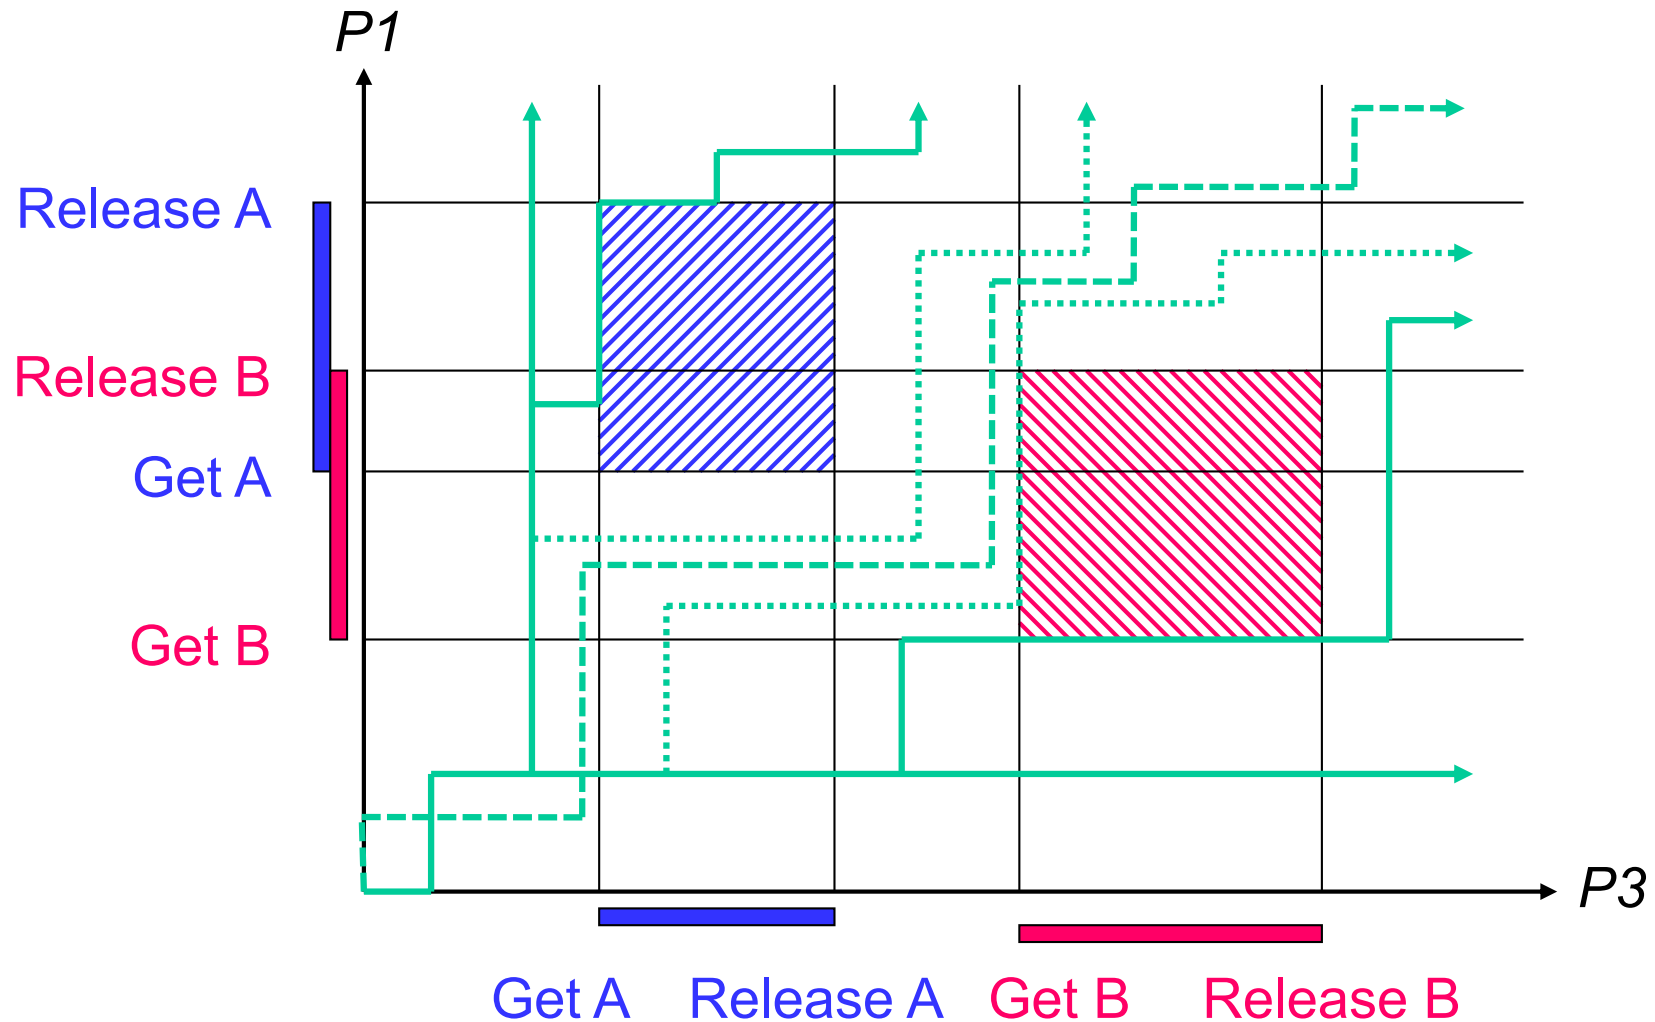 P1
Release A
Release B
Get A
Get B
P3
Get A Release A Get B Release B